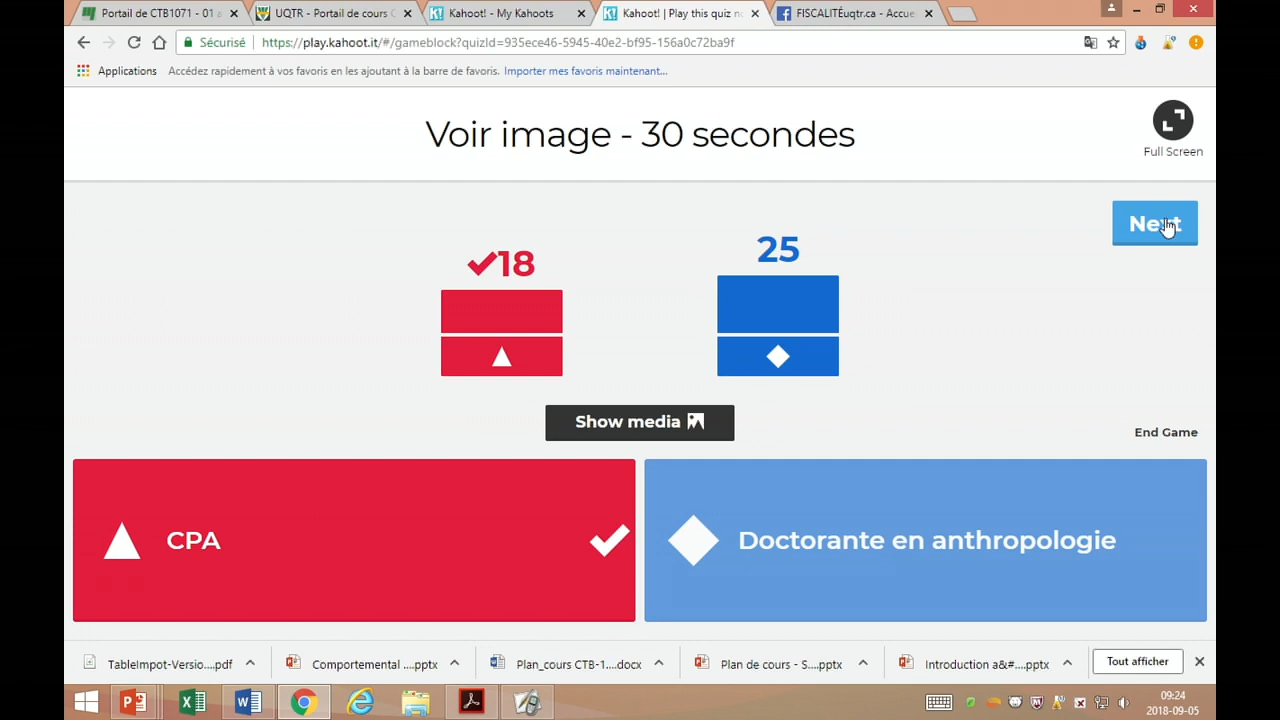 Portail de CTB1071 - 01 a
UQTR - Portail de cours C
Kahoot! - My Kahoots
Kahoot! | Play this quiz n
FISCALITÉuqtr.ca - Accue
Sécurisé
https://play.kahoot.it/#/gameblock?quizId=935ece46-5945-40e2-bf95-156a0c72ba9f
Applications
Accédez rapidement à vos favoris en les ajoutant à la barre de favoris. Importer mes favoris maintenant...
Voir image - 30 secondes
Full Screen
Next
18
25
Show media
End Game
CPA
Doctorante en anthropologie
TableImpot-Versio....pdf
Comportemental ....pptx
Plan_cours CTB-1....docx
Plan de cours - S....pptx
Introduction a&#....pptx
Tout afficher
09:24
2018-09-05